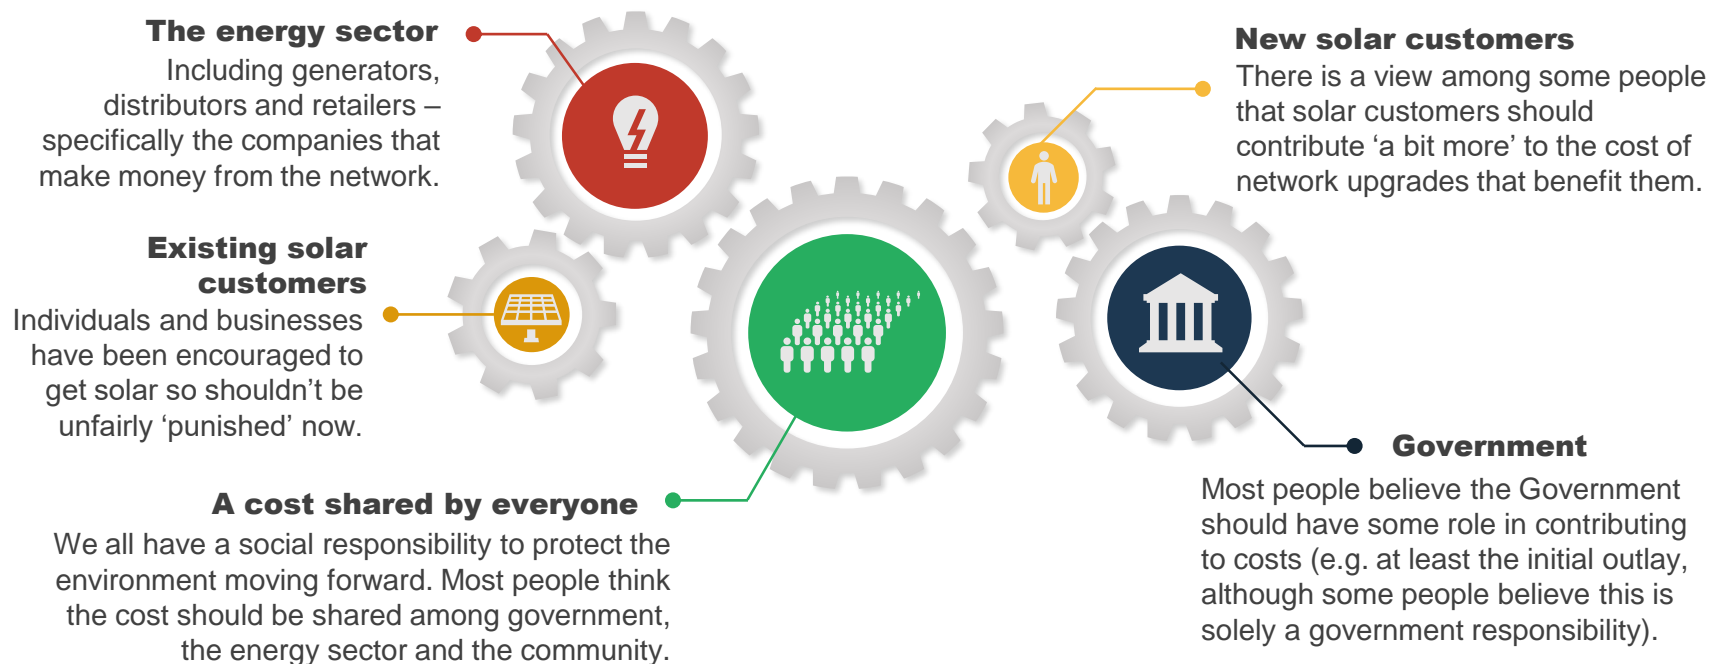 The energy sector
Including generators,
distributors and retailers –
specifically the companies that
make money from the network.
Existing solar
customers
Individuals and businesses
have been encouraged to
get solar so shouldn’t be
unfairly ‘punished’ now.
A cost shared by everyone
We all have a social responsibility to protect the
environment moving forward. Most people think
the cost should be shared among government,
the energy sector and the community.
New solar customers
There is a view among some people
that solar customers should
contribute ‘a bit more’ to the cost of
network upgrades that benefit them.
Government
Most people believe the Government
should have some role in contributing
to costs (e.g. at least the initial outlay,
although some people believe this is
solely a government responsibility).